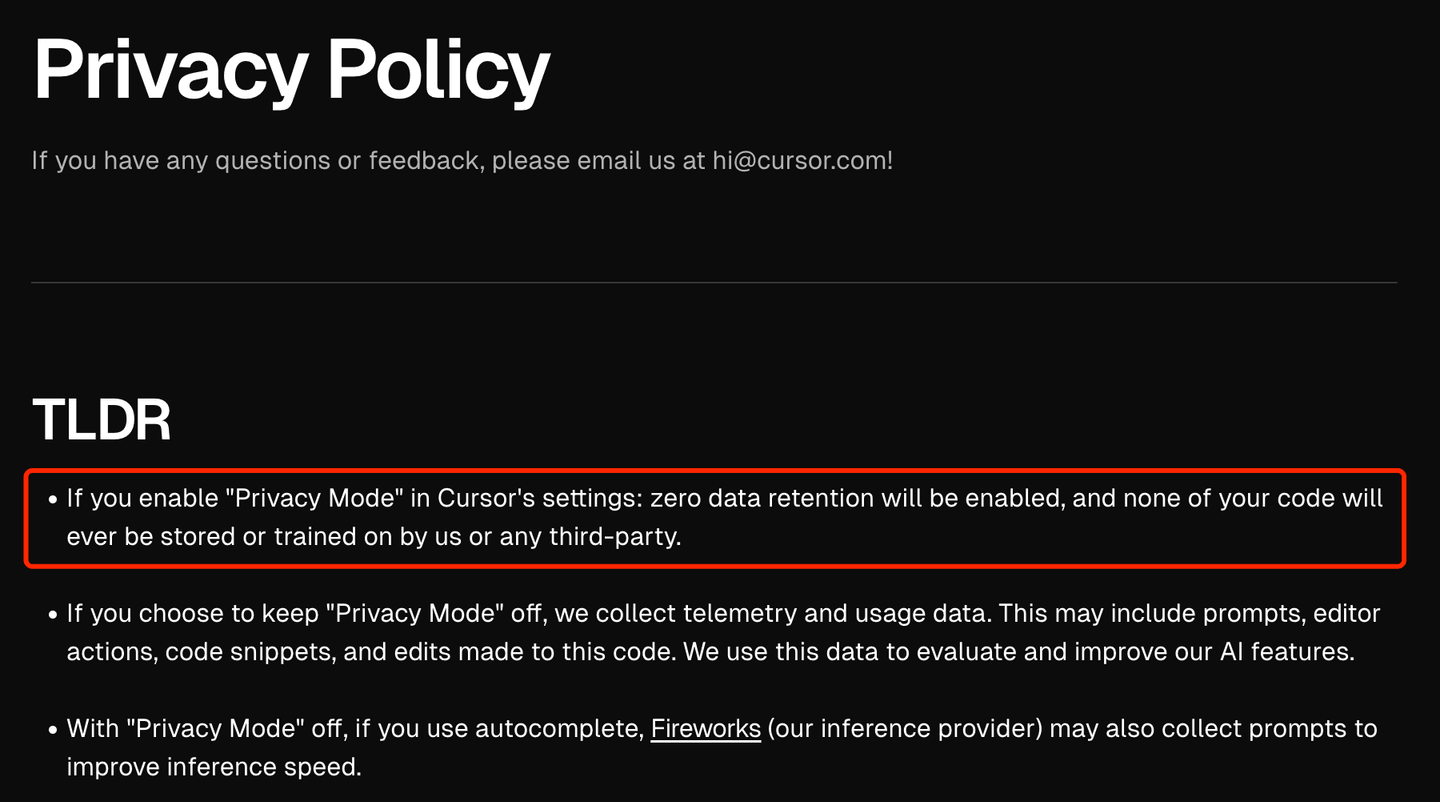 Privacy Policy
If you have any questions or feedback, please email us at hi@cursor.com!
TLDR
• If you enable "Privacy Mode" in Cursor's settings: zero data retention will be enabled, and none of your code will
ever be stored or trained on by us or any third-party.
• If you choose to keep "Privacy Mode" off, we collect telemetry and usage data. This may include prompts, editor
actions, code snippets, and edits made to this code. We use this data to evaluate and improve our AI features.
• With "Privacy Mode" off, if you use autocomplete, Fireworks (our inference provider) may also collect prompts to
improve inference speed.